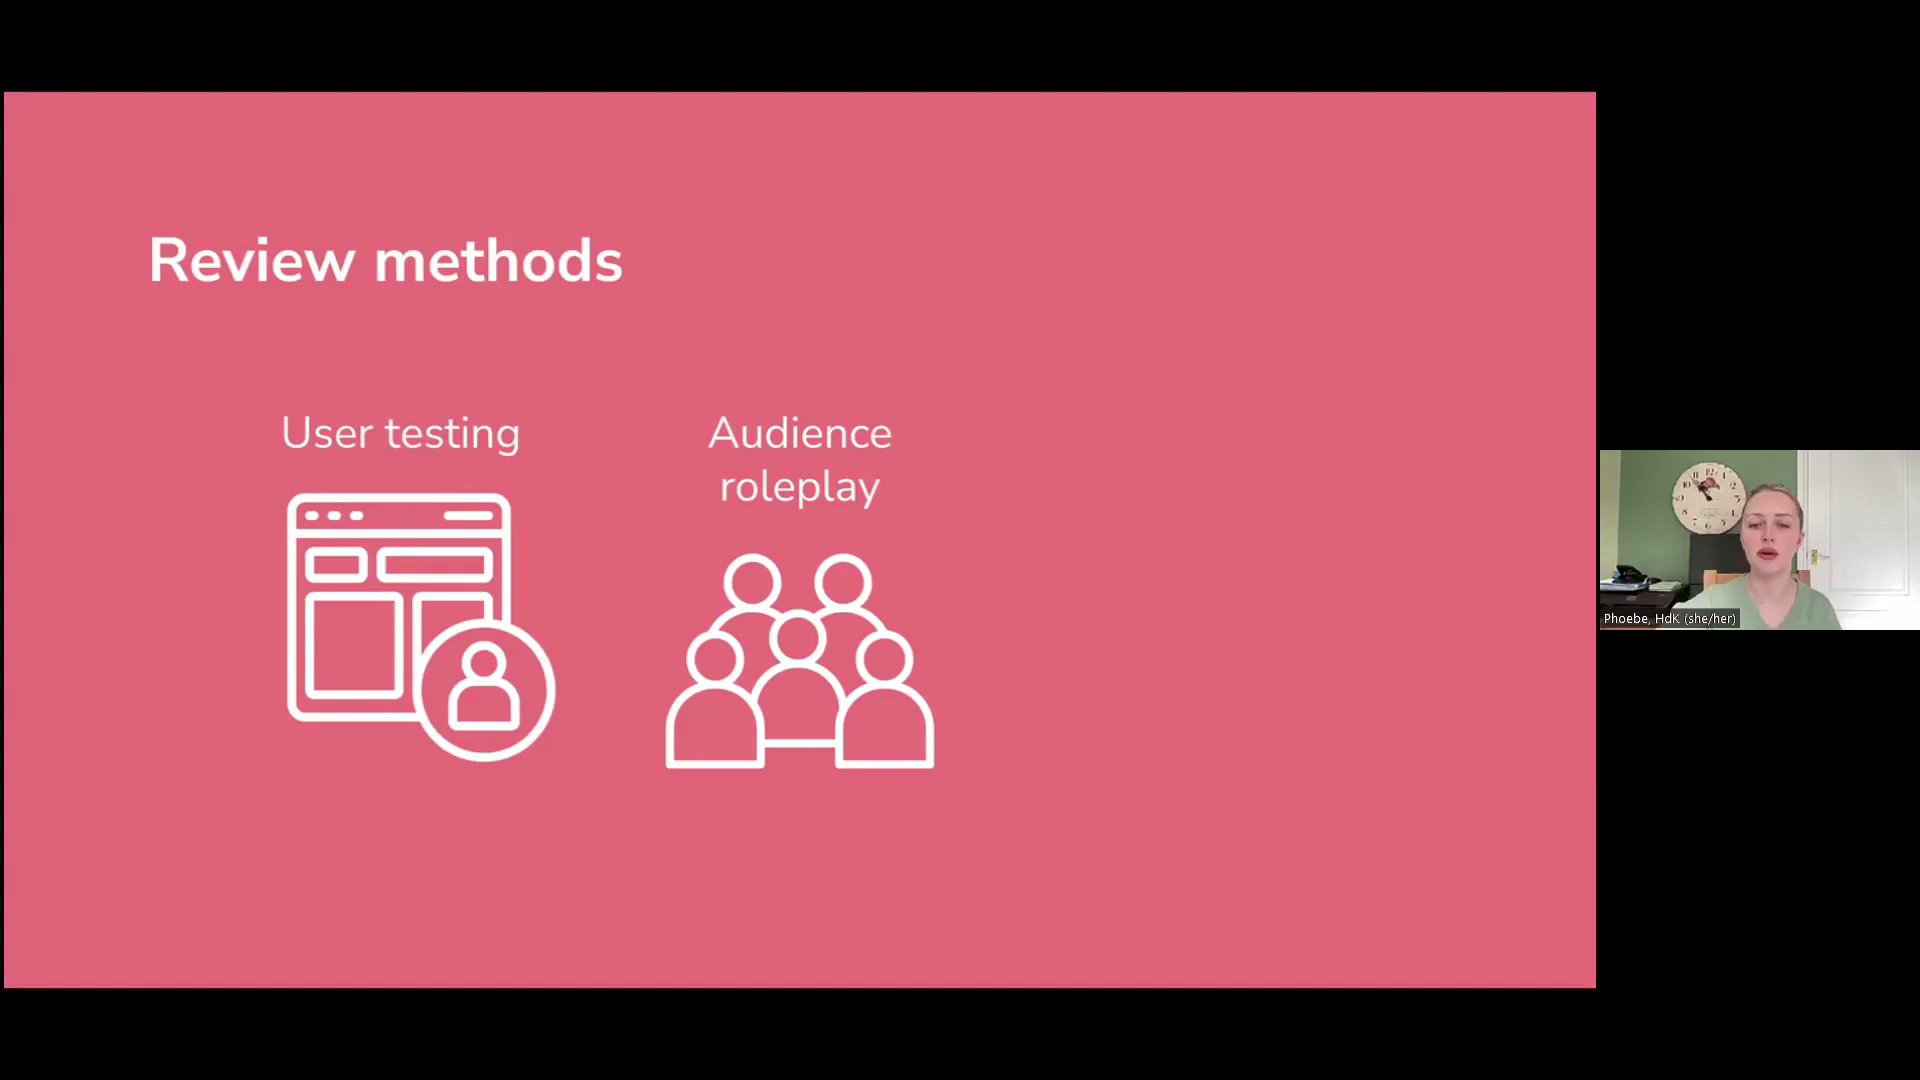 Review methods
User testing
Audience
roleplay
Phoebe, HdK (she/her)